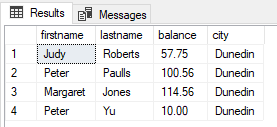 Results Messages
firstname lastname balance city
1 Judy Roberts 57.75 Dunedin
2 Peter Paulls 100.56 Dunedin
3 Margaret Jones 114.56 Dunedin
4 Peter Yu 10.00 Dunedin